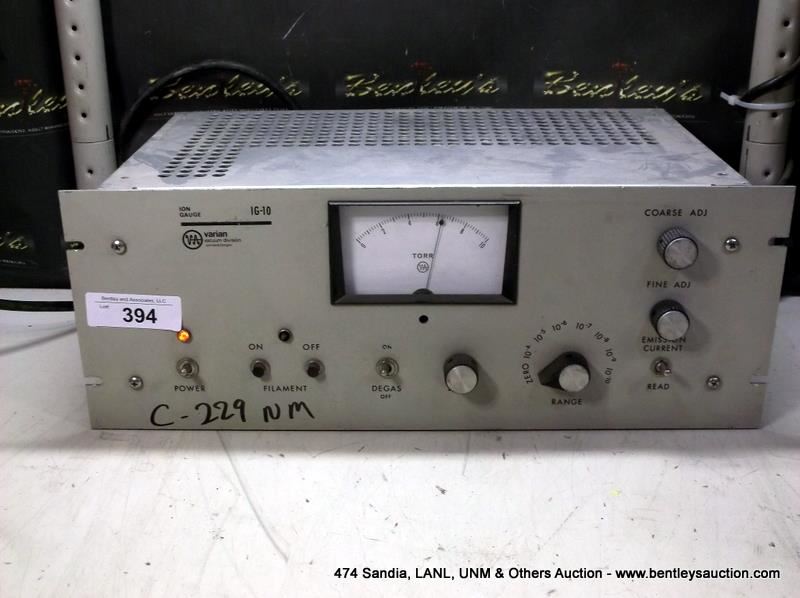 Bentley's Bentley's Bentley's
ION
GAUGE
IG-10
varian
vacuum division
0 2 4 6 8 10
TORR
COARSE ADJ
FINE ADJ
Bentley and Associates, LLC
Lot#
394
ON OFF
ON
EMISSION
CURRENT
ZERO 10-4 10-5 10-6 10-7 10-8 10-9 10-10
POWER
FILAMENT
DEGAS
OFF
RANGE
READ
C-229 NM
474 Sandia, LANL, UNM & Others Auction - www.bentleysauction.com